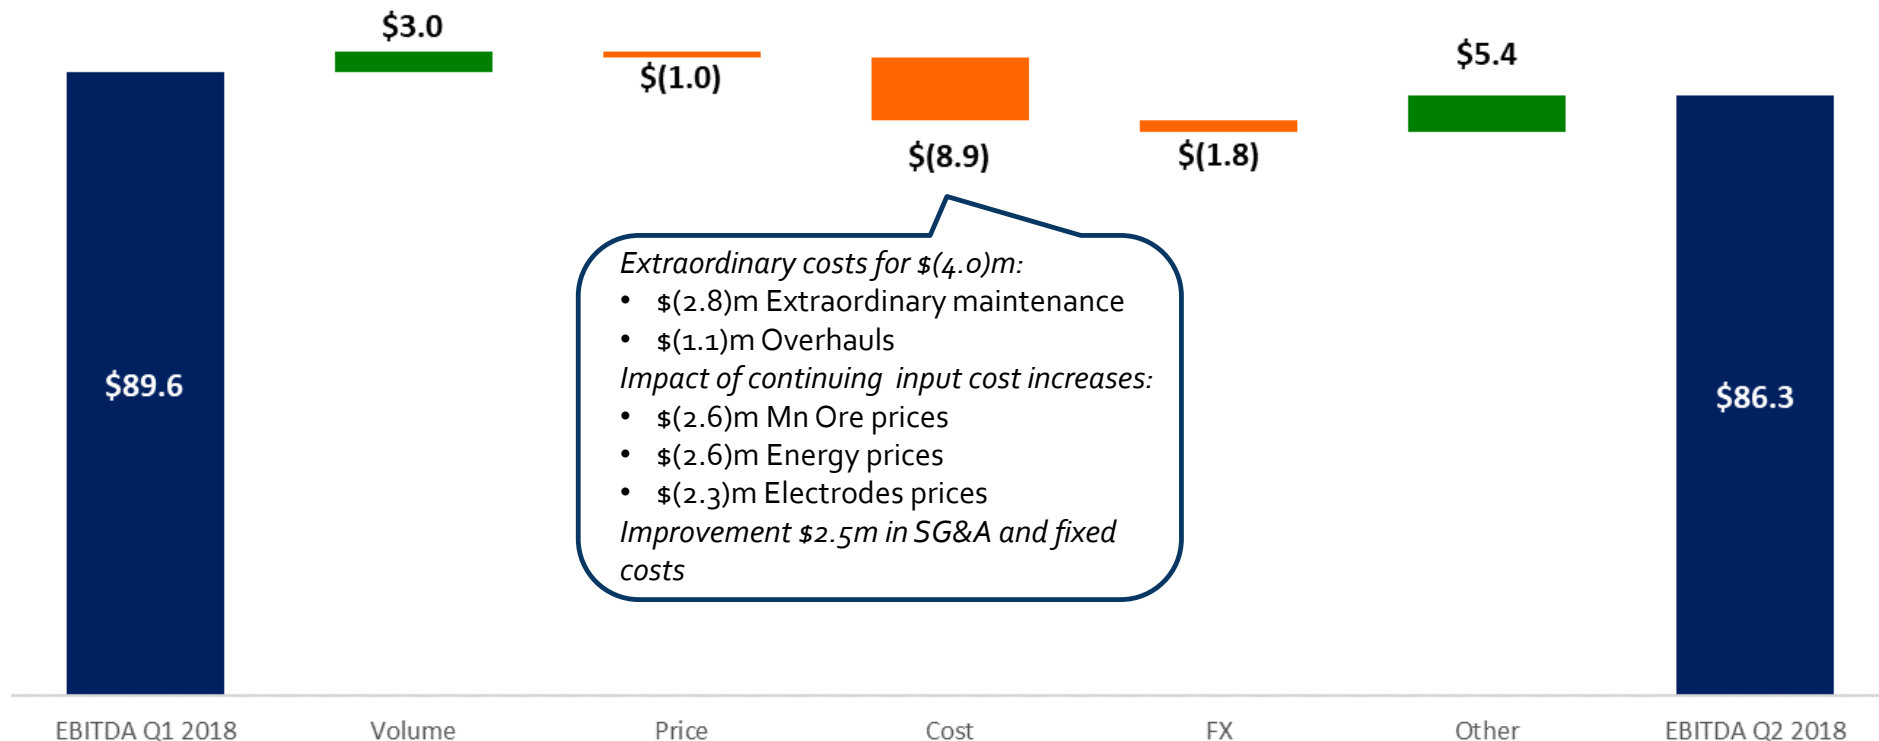 $3.0
$(1.0)
$(8.9)
$(1.8)
$5.4
$89.6
$86.3
Extraordinary costs for $(4.0)m:
• $(2.8)m Extraordinary maintenance
• $(1.1)m Overhauls
Impact of continuing input cost increases:
• $(2.6)m Mn Ore prices
• $(2.6)m Energy prices
• $(2.3)m Electrodes prices
Improvement $2.5m in SG&A and fixed
costs
EBITDA Q1 2018
Volume
Price
Cost
FX
Other
EBITDA Q2 2018